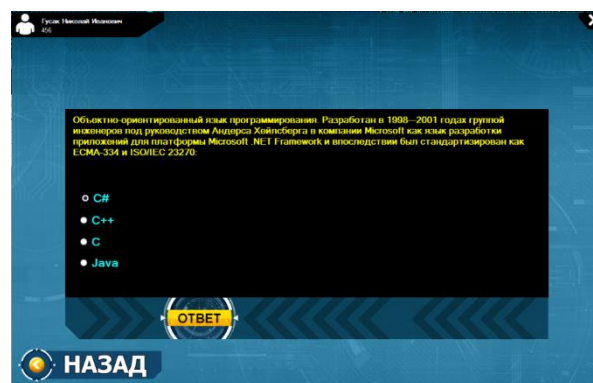 Гусак Николай Иванович
456
Объектно-ориентированный язык программирования. Разработан в 1998—2001 годах группой
инженеров под руководством Андерса Хейлсберга в компании Microsoft как язык разработки
приложений для платформы Microsoft .NET Framework и впоследствии был стандартизирован как
ECMA-334 и ISO/IEC 23270:
C#
C++
C
Java
ОТВЕТ
НАЗАД